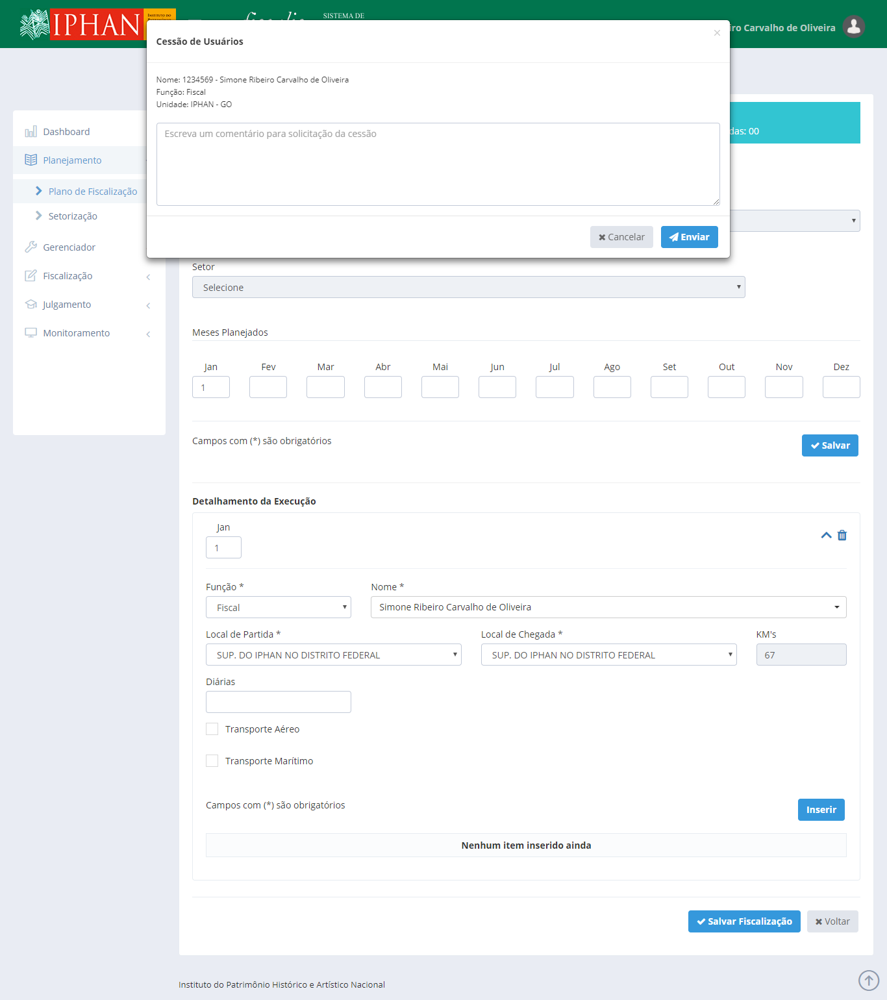 IPHAN
INSTITUTO DO
SISTEMA DE
iro Carvalho de Oliveira
Cessão de Usuários
×
Nome: 1234569 - Simone Ribeiro Carvalho de Oliveira
Função: Fiscal
Unidade: IPHAN - GO
Escreva um comentário para solicitação da cessão
Cancelar
Enviar
das: 00
Dashboard
Planejamento
Plano de Fiscalização
Setorização
Gerenciador
Fiscalização
Julgamento
Monitoramento
Setor
Selecione
Meses Planejados
Jan Fev Mar Abr Mai Jun Jul Ago Set Out Nov Dez
1
Campos com (*) são obrigatórios
Salvar
Detalhamento da Execução
Jan
1
Função * Nome *
Fiscal Simone Ribeiro Carvalho de Oliveira
Local de Partida * Local de Chegada * KM's
SUP. DO IPHAN NO DISTRITO FEDERAL SUP. DO IPHAN NO DISTRITO FEDERAL 67
Diárias
Transporte Aéreo
Transporte Marítimo
Campos com (*) são obrigatórios
Inserir
Nenhum item inserido ainda
Salvar Fiscalização
Voltar
Instituto do Patrimônio Histórico e Artístico Nacional